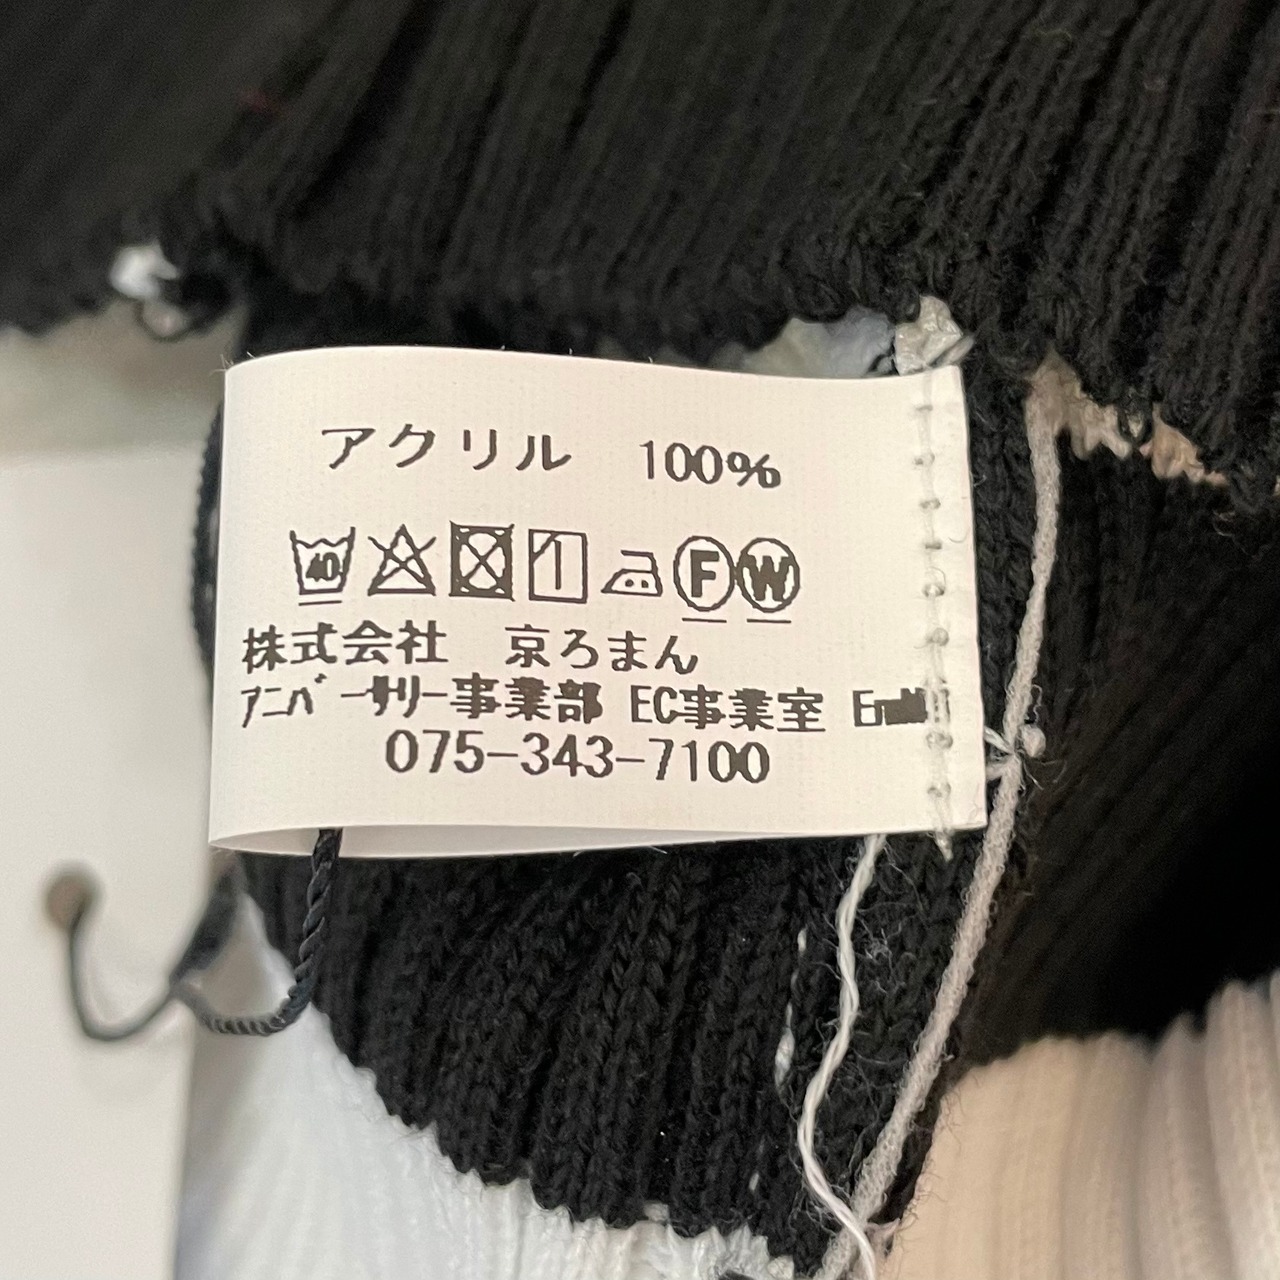 アクリル 100%
40 F W
株式会社 京ろまん
アニバーサリー事業部 EC事業室
075-343-7100